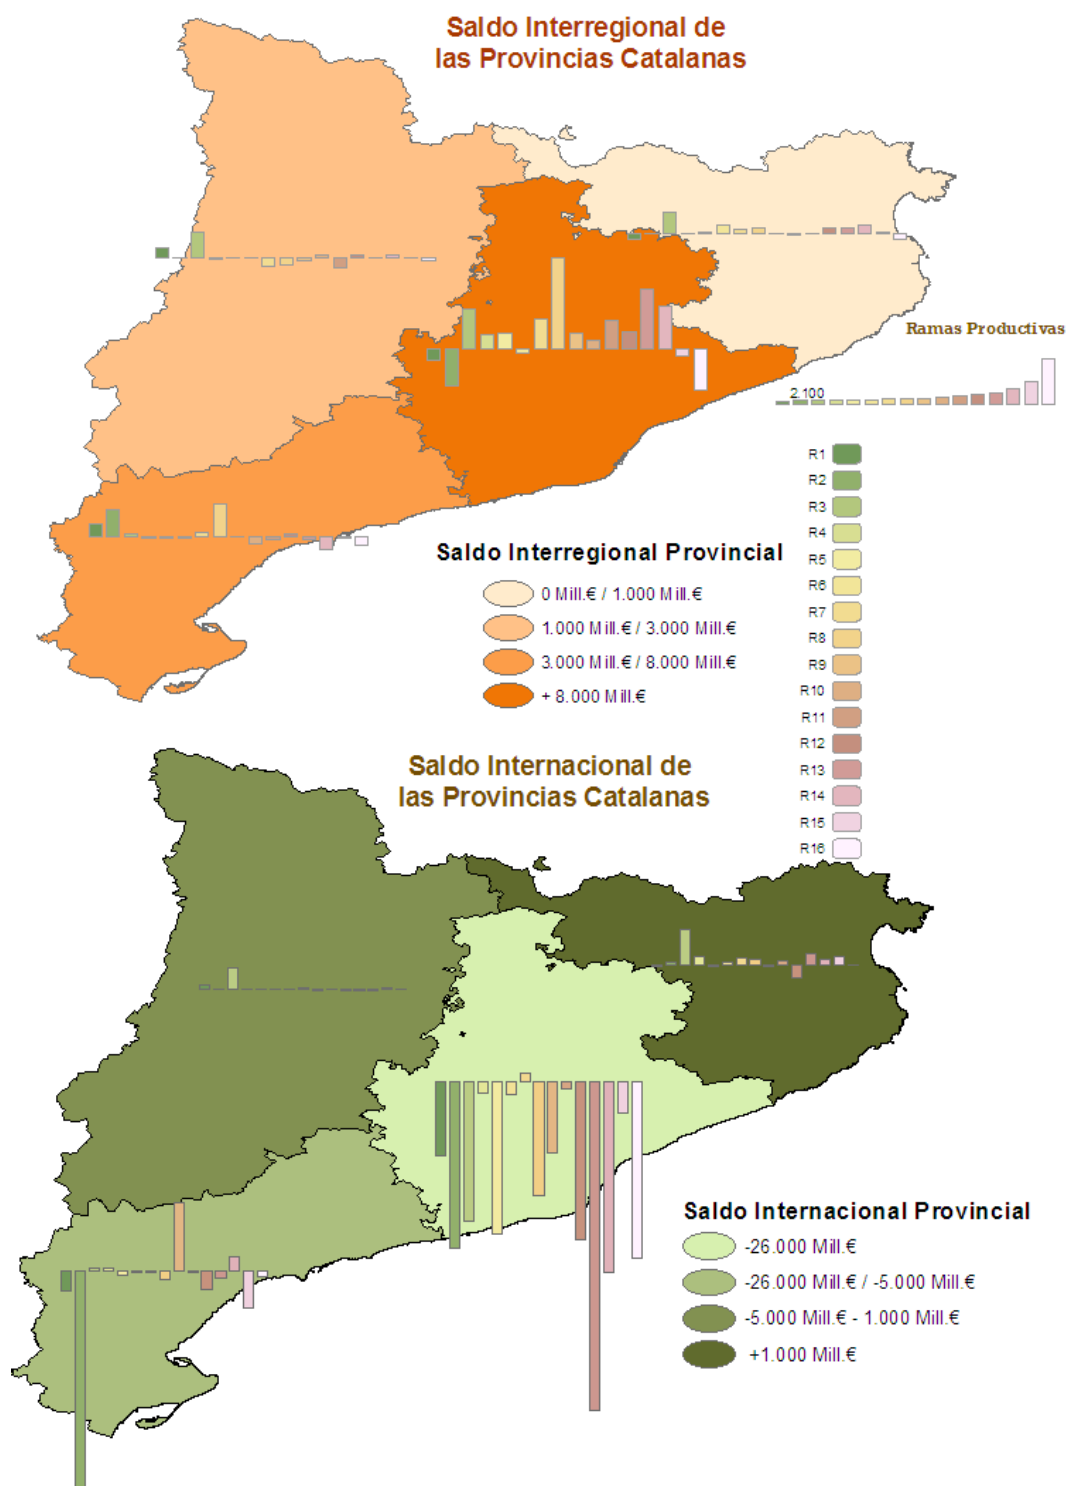 Saldo Interregional de
las Provincias Catalanas
Ramas Productivas
2.100
R1
R2
R3
R4
R5
R6
R7
R8
R9
R10
R11
R12
R13
R14
R15
R16
Saldo Interregional Provincial
0 Mill.€ / 1.000 Mill.€
1.000 Mill.€ / 3.000 Mill.€
3.000 Mill.€ / 8.000 Mill.€
+ 8.000 Mill.€
Saldo Internacional de
las Provincias Catalanas
Saldo Internacional Provincial
-26.000 Mill.€
-26.000 Mill.€ / -5.000 Mill.€
-5.000 Mill.€ - 1.000 Mill.€
+1.000 Mill.€